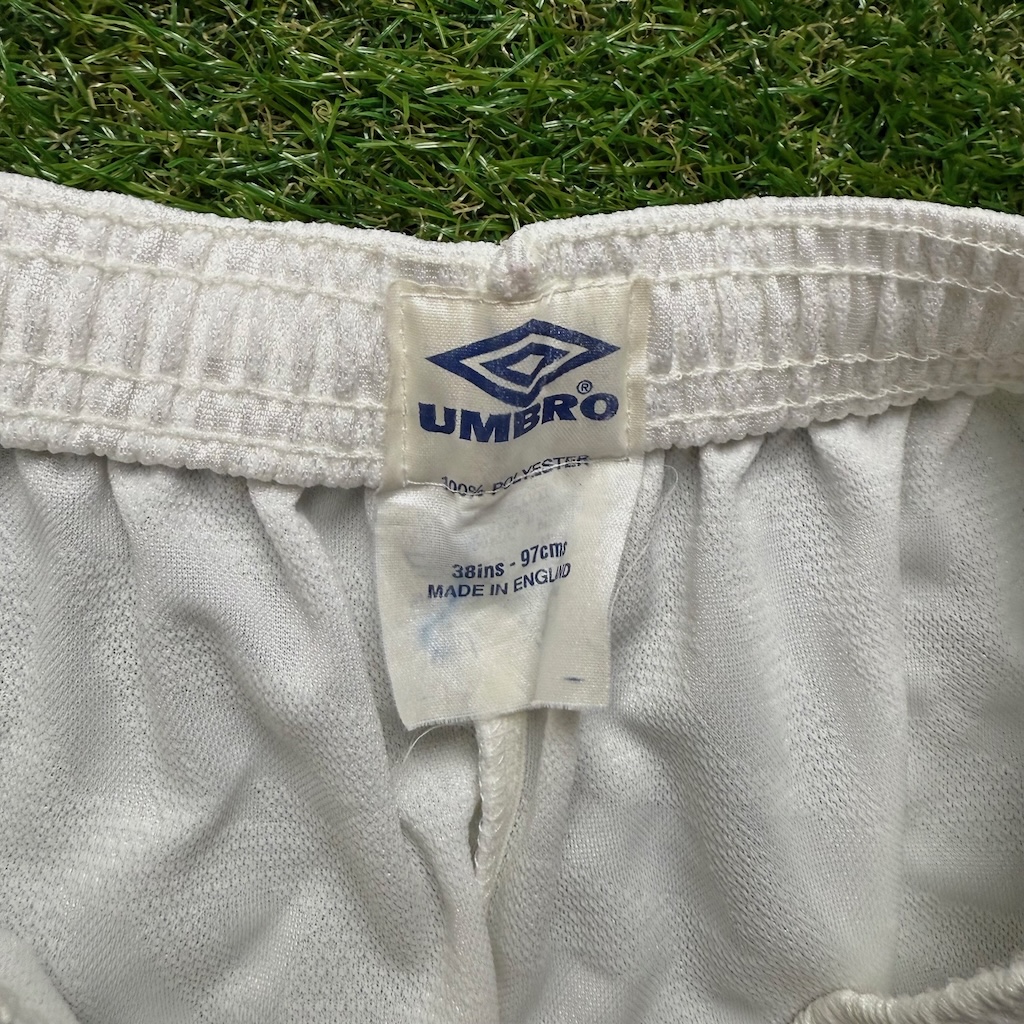 UMBRO®
100% POLYESTER
38ins - 97cms
MADE IN ENGLAND